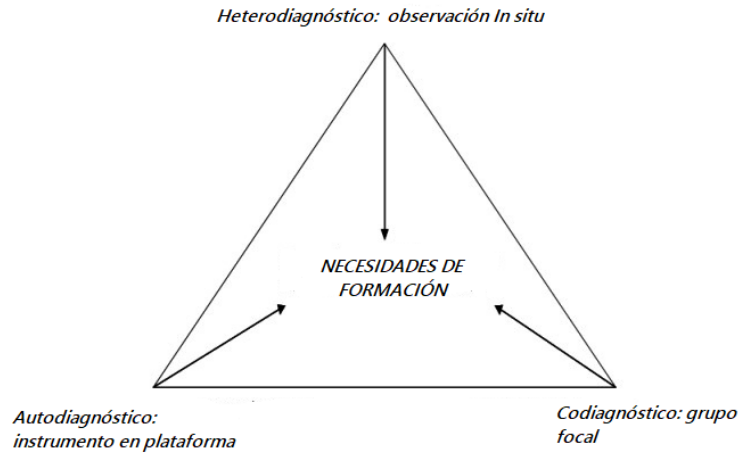 Heterodiagnóstico: observación In situ
NECESIDADES DE
FORMACIÓN
Autodiagnóstico:
instrumento en plataforma
Codiagnóstico: grupo
focal